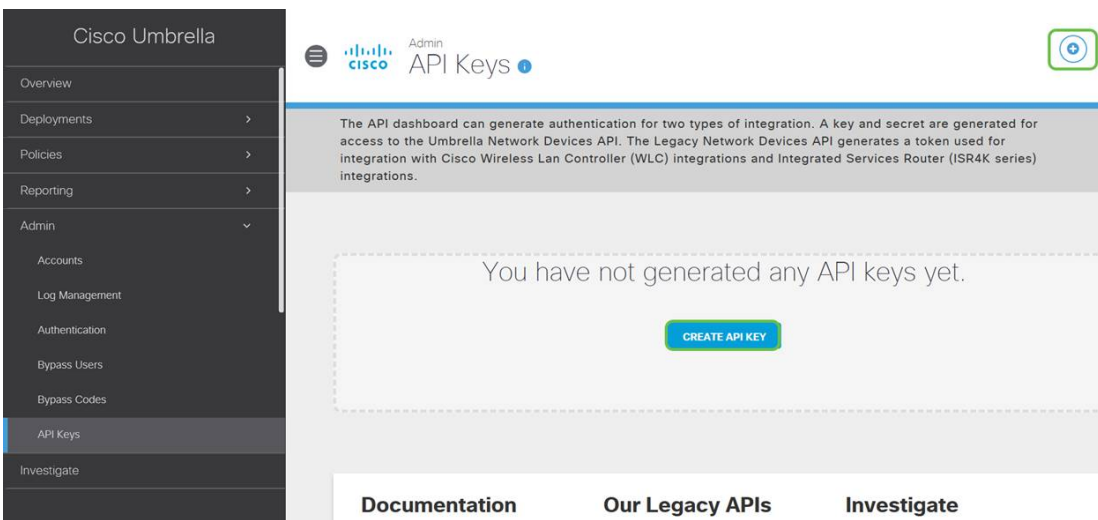 Cisco Umbrella
Overview
Deployments
Policies
Reporting
Admin
Accounts
Log Management
Authentication
Bypass Users
Bypass Codes
API Keys
Investigate
cisco
Admin
API Keys
The API dashboard can generate authentication for two types of integration. A key and secret are generated for
access to the Umbrella Network Devices API. The Legacy Network Devices API generates a token used for
integration with Cisco Wireless Lan Controller (WLC) integrations and Integrated Services Router (ISR4K series)
integrations.
You have not generated any API keys yet.
CREATE API KEY
Documentation
Our Legacy APIs
Investigate